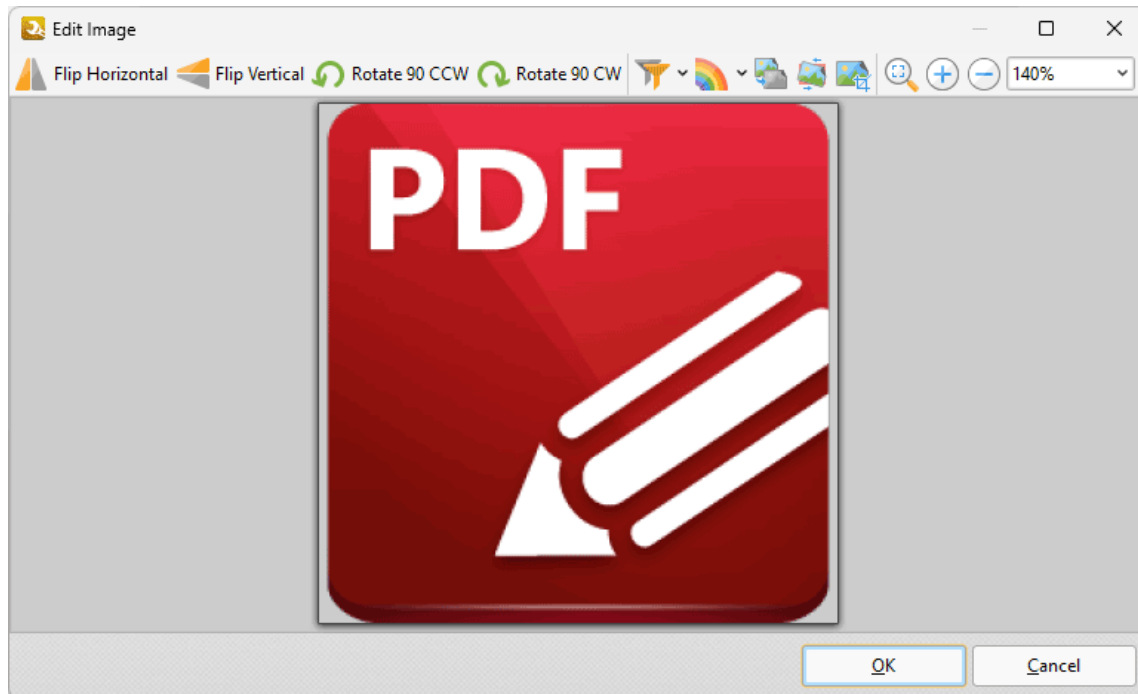 Edit Image
Flip Horizontal Flip Vertical Rotate 90 CCW Rotate 90 CW 140%
PDF
OK Cancel